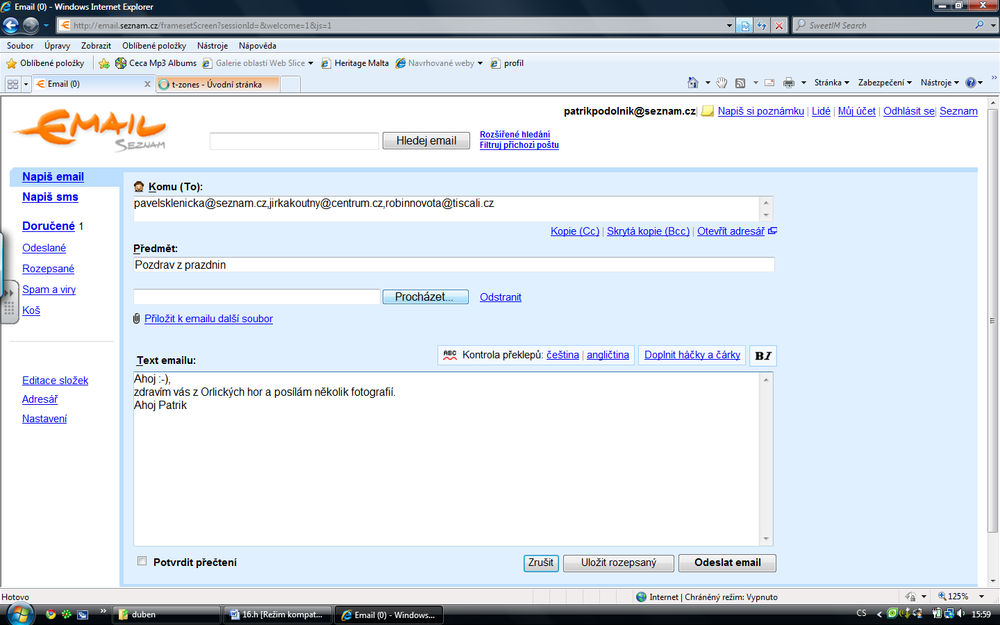 Email (0) - Windows Internet Explorer
http://email.seznam.cz/framesetScreen?sessionId=&welcome=1&js=1
SweetIM Search
Soubor Úpravy Zobrazit Oblíbené položky Nástroje Nápověda
Oblíbené položky Ceca Mp3 Albums Galerie oblastí Web Slice Heritage Malta Navrhované weby profil
Email (0) t-zones - Úvodní stránka Stránka Zabezpečení Nástroje
patrikpodolnik@seznam.cz| Napiš si poznámku | Lidé | Můj účet | Odhlásit se| Seznam
EMAIL
SEZNAM
Hledej email
Rozšířené hledání
Filtruj příchozí poštu
Napiš email
Napiš sms
Doručené 1
Odeslané
Rozepsané
Spam a viry
Koš
Editace složek
Adresář
Nastavení
Komu (To):
pavelsklenicka@seznam.cz,jirkakoutny@centrum.cz,robinnovota@tiscali.cz
Kopie (Cc) | Skrytá kopie (Bcc) | Otevřít adresář
Předmět:
Pozdrav z prazdnin
Procházet... Odstranit
Přiložit k emailu další soubor
Text emailu:
ABC Kontrola překlepů: čeština | angličtina Doplnit háčky a čárky BI
Ahoj :-),
zdravím vás z Orlických hor a posílám několik fotografií.
Ahoj Patrik
Potvrdit přečtení Zrušit Uložit rozepsaný Odeslat email
Hotovo Internet | Chráněný režim: Vypnuto 125%
duben 16.h [Režim kompat... Email (0) - Windows... CS 15:59